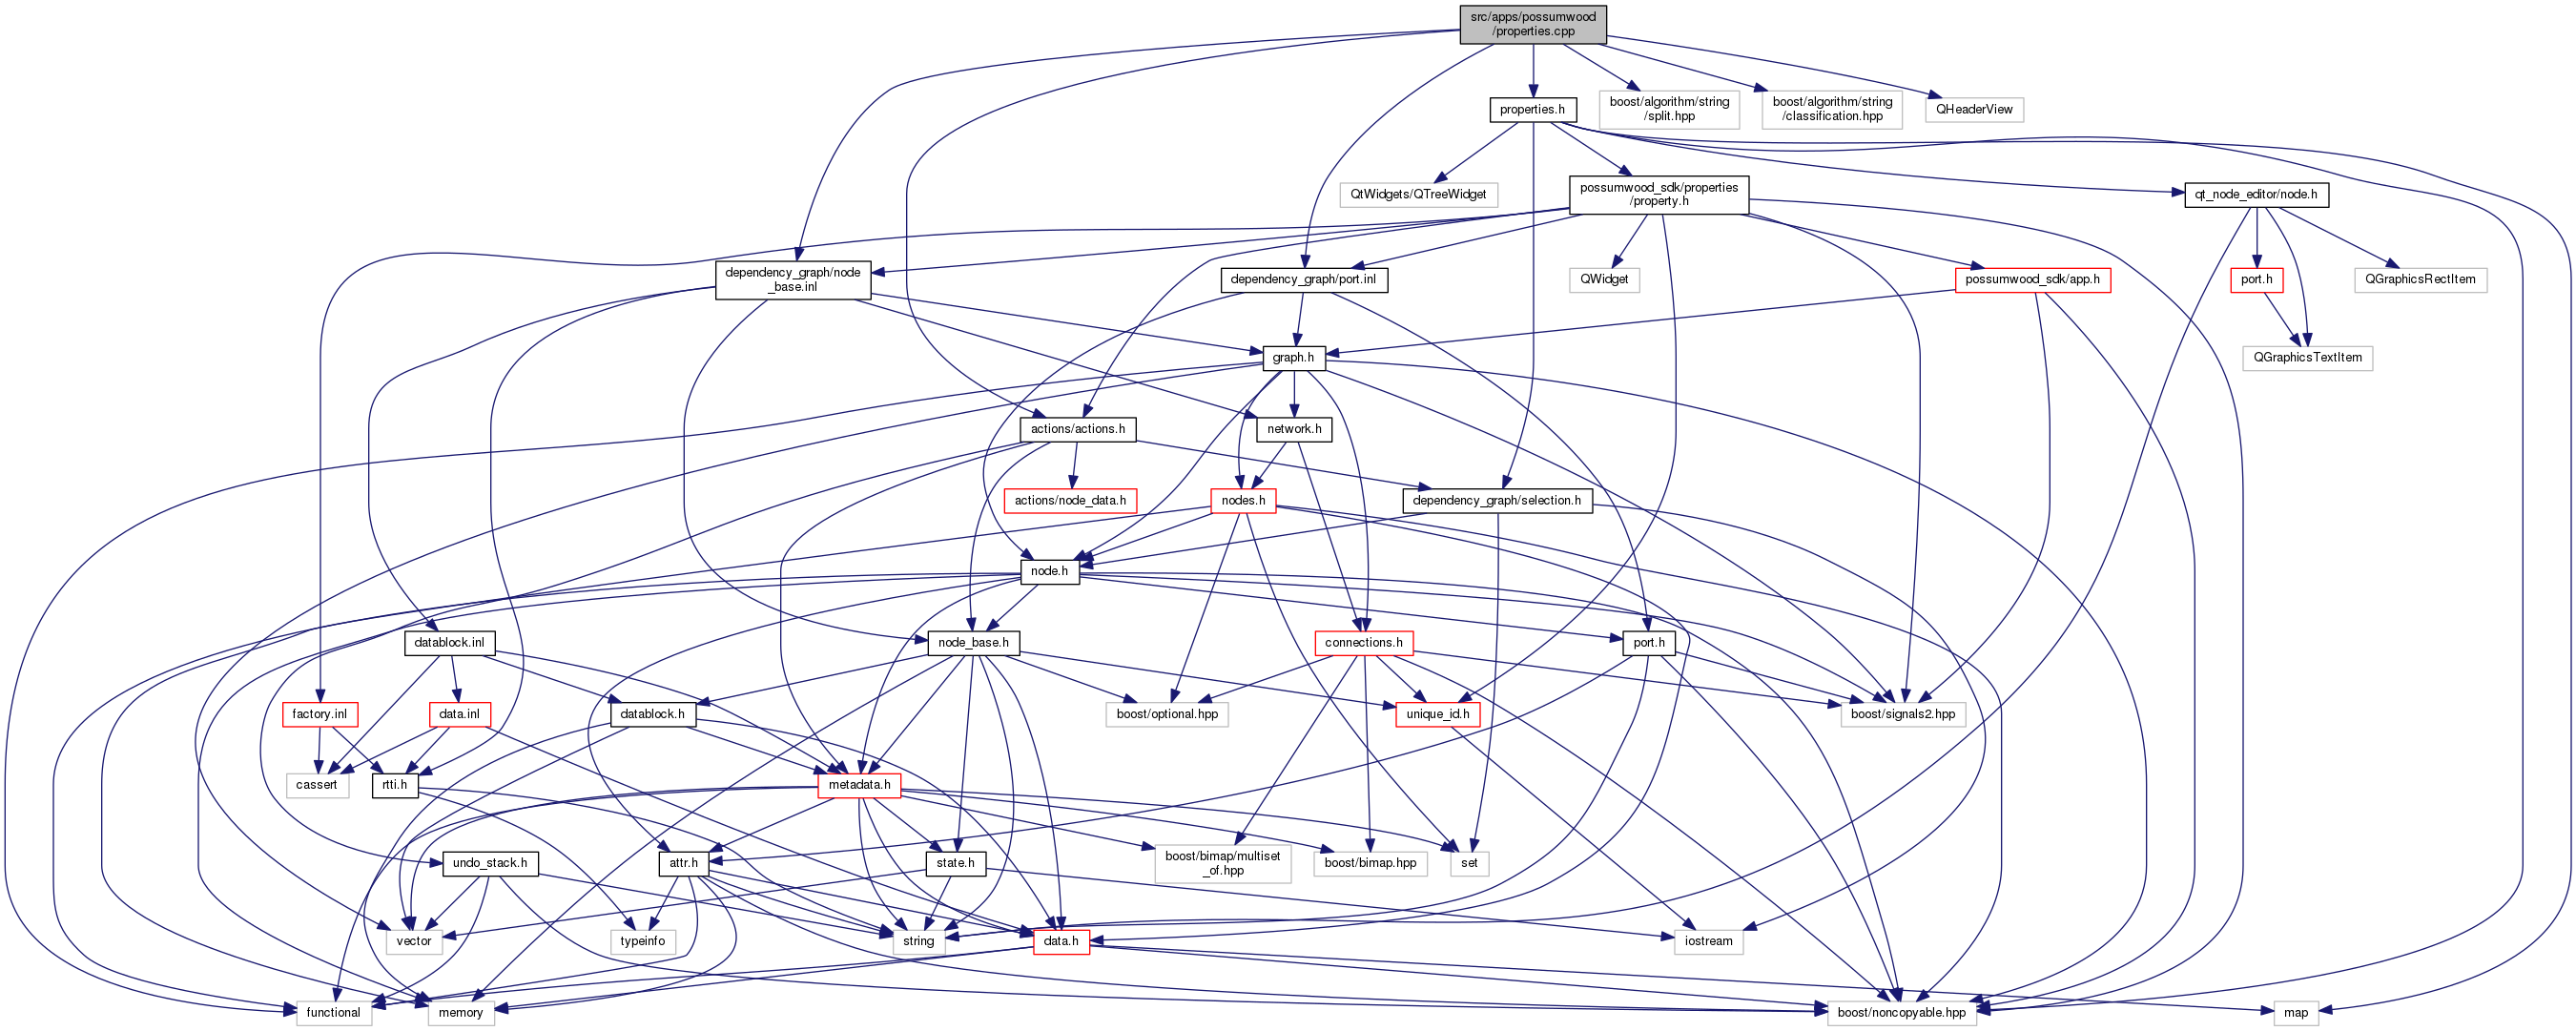 src/apps/possumwood
/properties.cpp
properties.h
boost/algorithm/string
/split.hpp
boost/algorithm/string
/classification.hpp
QHeaderView
QtWidgets/QTreeWidget
possumwood_sdk/properties
/property.h
qt_node_editor/node.h
dependency_graph/node
_base.inl
dependency_graph/port.inl
QWidget
possumwood_sdk/app.h
port.h
QGraphicsRectItem
graph.h
QGraphicsTextItem
actions/actions.h
network.h
actions/node_data.h
nodes.h
dependency_graph/selection.h
node.h
datablock.inl
node_base.h
connections.h
port.h
factory.inl
data.inl
datablock.h
boost/optional.hpp
unique_id.h
boost/signals2.hpp
cassert
rtti.h
metadata.h
undo_stack.h
attr.h
state.h
boost/bimap/multiset
_of.hpp
boost/bimap.hpp
set
vector
typeinfo
string
data.h
iostream
functional
memory
boost/noncopyable.hpp
map